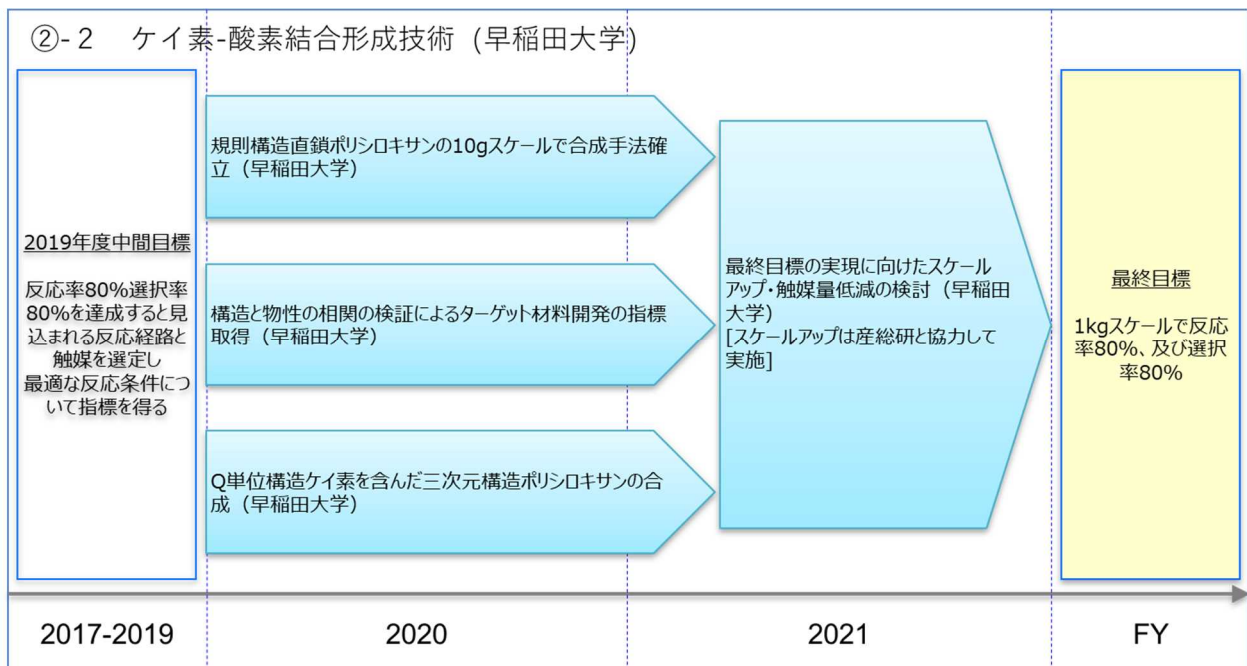 ②-２　ケイ素-酸素結合形成技術 (早稲田大学)
2019年度中間目標
反応率80%選択率
80%を達成すると見
込まれる反応経路と
触媒を選定し
最適な反応条件につ
いて指標を得る
規則構造直鎖ポリシロキサンの10gスケールで合成手法確
立（早稲田大学）
構造と物性の相関の検証によるターゲット材料開発の指標
取得（早稲田大学）
Q単位構造ケイ素を含んだ三次元構造ポリシロキサンの合
成（早稲田大学）
最終目標の実現に向けたスケール
アップ・触媒量低減の検討（早稲田
大学）
[スケールアップは産総研と協力して
実施]
最終目標
1kgスケールで反応
率80%、及び選択
率80%
2017-2019
2020
2021
FY